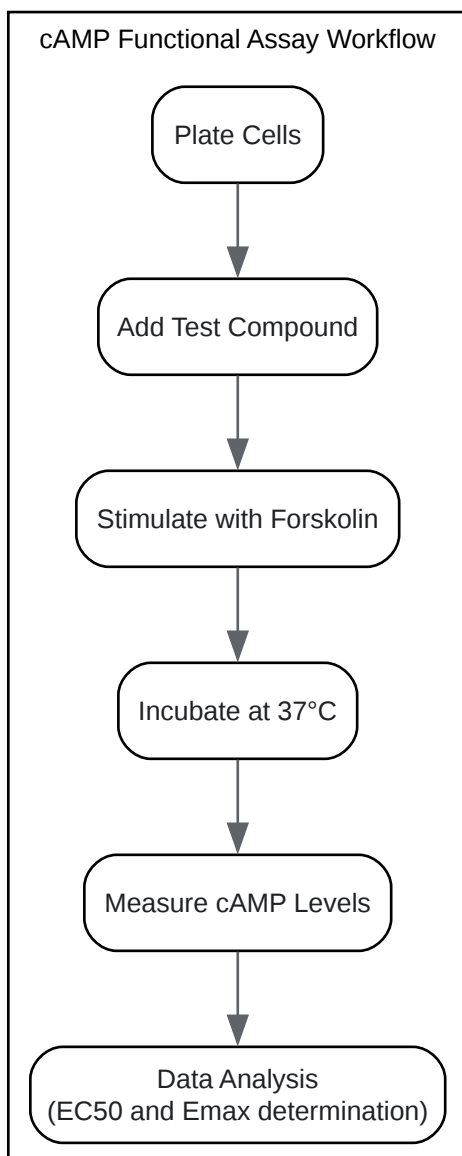 cAMP Functional Assay Workflow
Plate Cells
Add Test Compound
Stimulate with Forskolin
Incubate at 37°C
Measure cAMP Levels
Data Analysis
(EC50 and Emax determination)